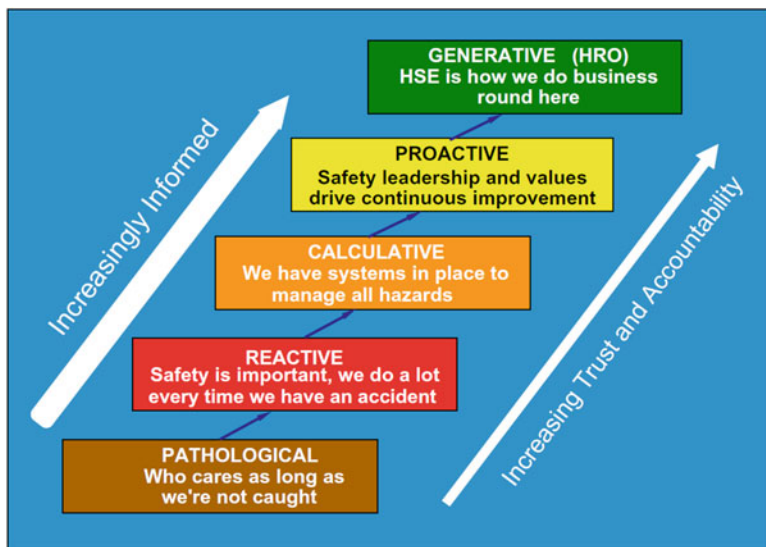 GENERATIVE (HRO)
HSE is how we do business
round here
PROACTIVE
Safety leadership and values
drive continuous improvement
CALCULATIVE
We have systems in place to
manage all hazards
REACTIVE
Safety is important, we do a lot
every time we have an accident
PATHOLOGICAL
Who cares as long as
we're not caught
Increasingly Informed
Increasing Trust and Accountability